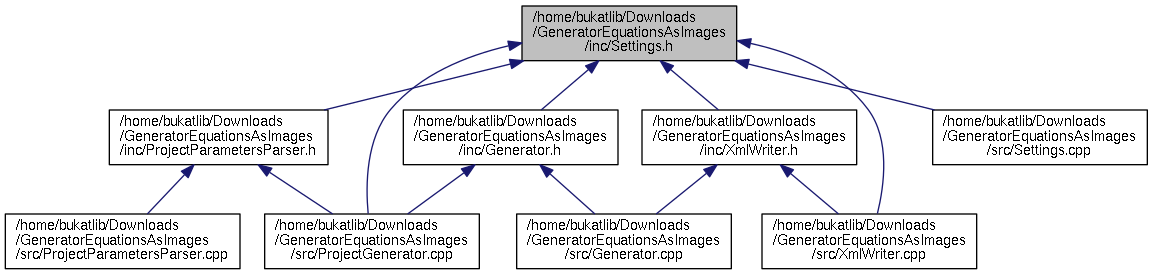 /home/bukatlib/Downloads
/GeneratorEquationsAsImages
/inc/Settings.h
/home/bukatlib/Downloads
/GeneratorEquationsAsImages
/inc/ProjectParametersParser.h
/home/bukatlib/Downloads
/GeneratorEquationsAsImages
/inc/Generator.h
/home/bukatlib/Downloads
/GeneratorEquationsAsImages
/inc/XmlWriter.h
/home/bukatlib/Downloads
/GeneratorEquationsAsImages
/src/Settings.cpp
/home/bukatlib/Downloads
/GeneratorEquationsAsImages
/src/ProjectParametersParser.cpp
/home/bukatlib/Downloads
/GeneratorEquationsAsImages
/src/ProjectGenerator.cpp
/home/bukatlib/Downloads
/GeneratorEquationsAsImages
/src/Generator.cpp
/home/bukatlib/Downloads
/GeneratorEquationsAsImages
/src/XmlWriter.cpp